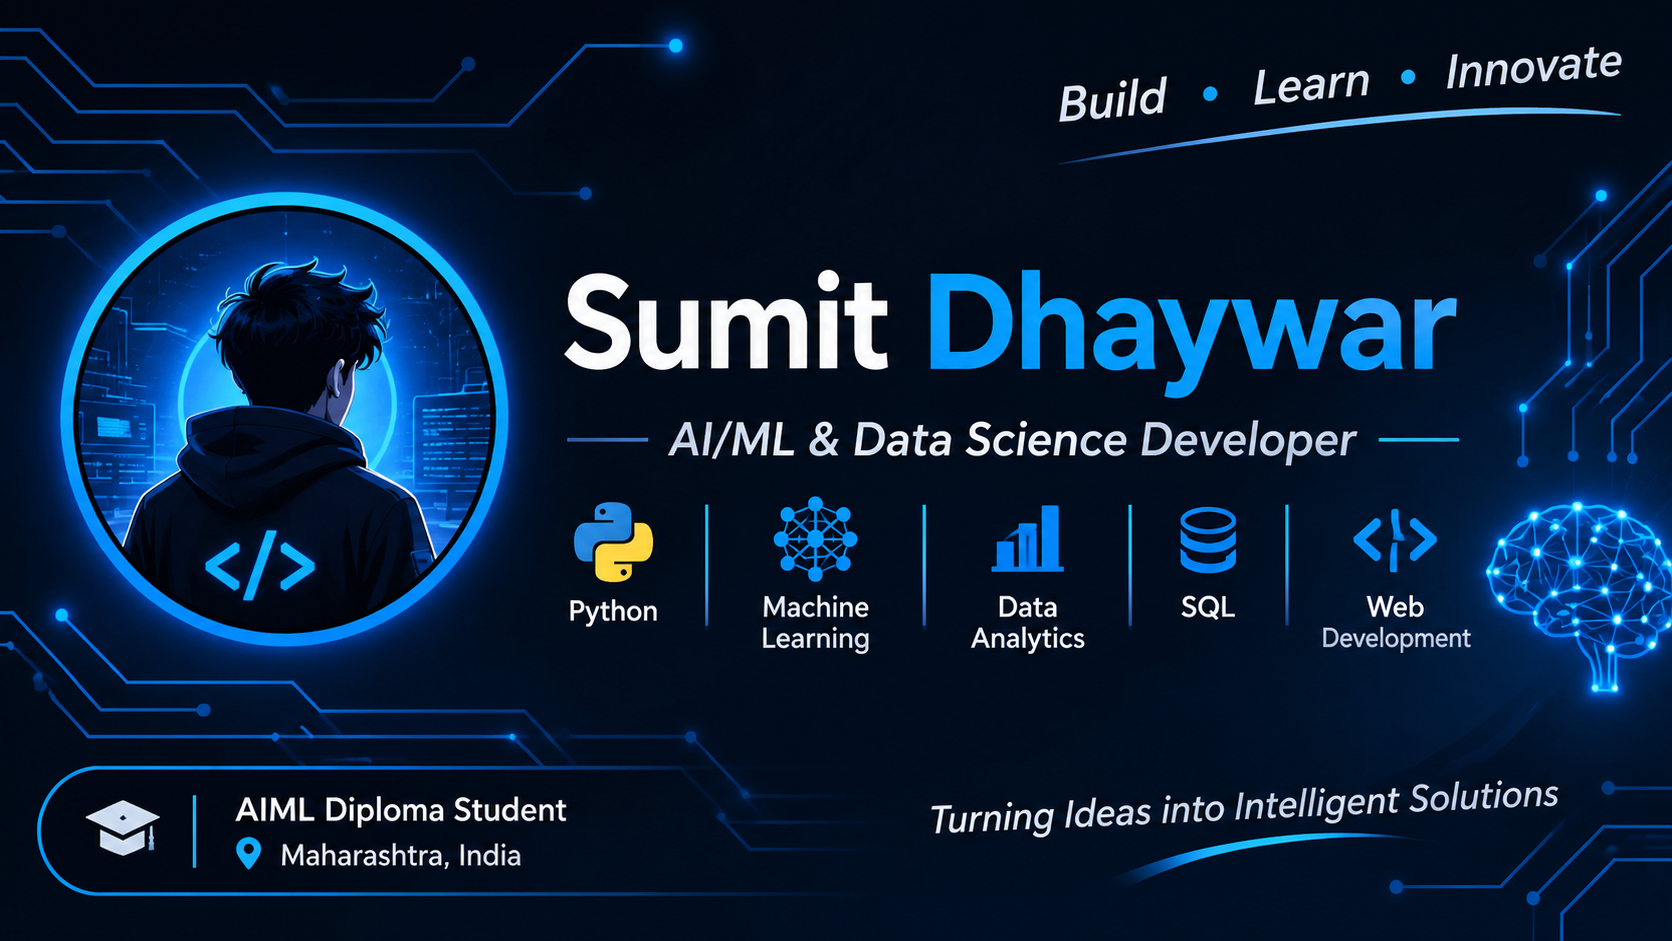 Build • Learn • Innovate
Sumit Dhaywar
AI/ML & Data Science Developer
</>
Python
Machine
Learning
Data
Analytics
SQL
Web
Development
AIML Diploma Student
Maharashtra, India
Turning Ideas into Intelligent Solutions